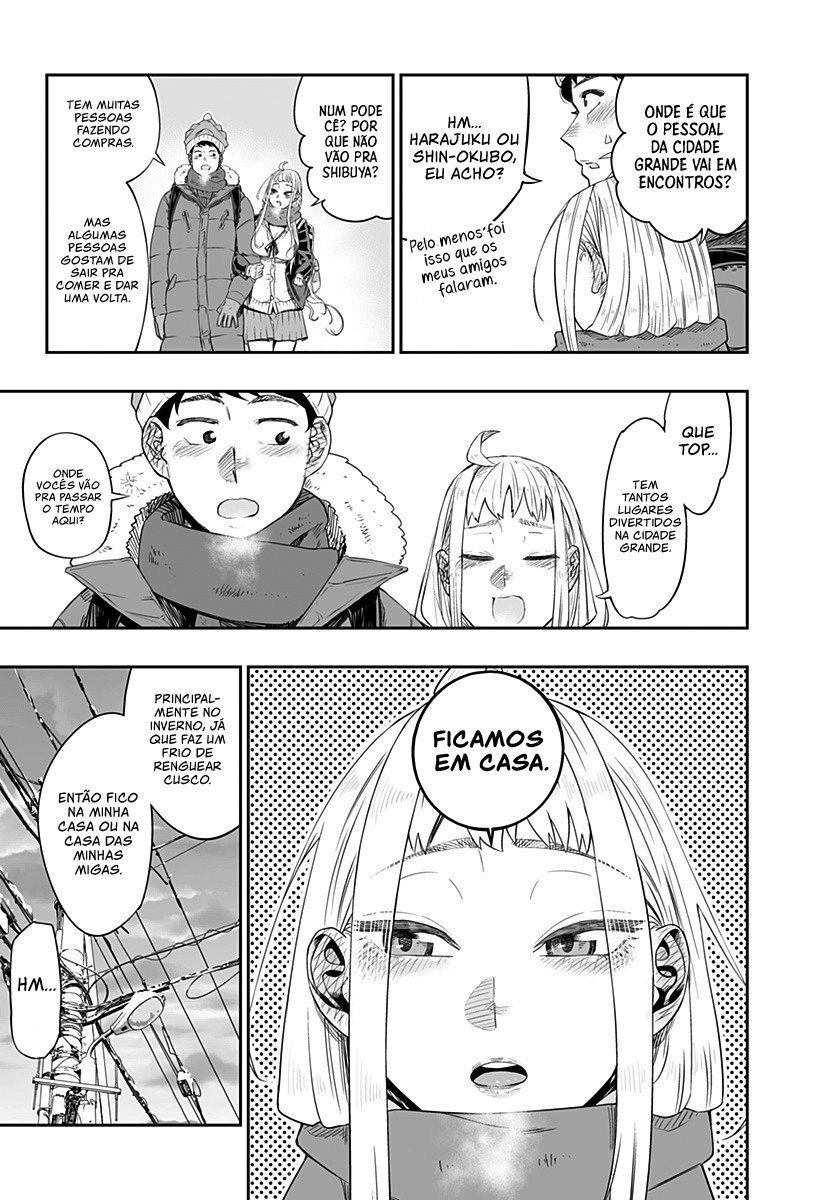 ONDE É QUE
O PESSOAL
DA CIDADE
GRANDE VAI EM
ENCONTROS?
HM...
HARAJUKU OU
SHIN-OKUBO,
EU ACHO?
Pelo menos foi
isso que os
meus amigos
falaram.
NUM PODE
CÊ? POR
QUE NÃO
VÃO PRA
SHIBUYA?
TEM MUITAS
PESSOAS
FAZENDO
COMPRAS.
MAS
ALGUMAS
PESSOAS
GOSTAM DE
SAIR PRA
COMER E DAR
UMA VOLTA.
QUE
TOP...
TEM
TANTOS
LUGARES
DIVERTIDOS
NA CIDADE
GRANDE.
ONDE
VOCÊS VÃO
PRA PASSAR
O TEMPO
AQUI?
FICAMOS
EM CASA.
PRINCIPAL-
MENTE NO
INVERNO, JÁ
QUE FAZ UM
FRIO DE
RENGUEAR
CUSCO.
ENTÃO FICO
NA MINHA
CASA OU NA
CASA DAS
MINHAS
MIGAS.
HM...